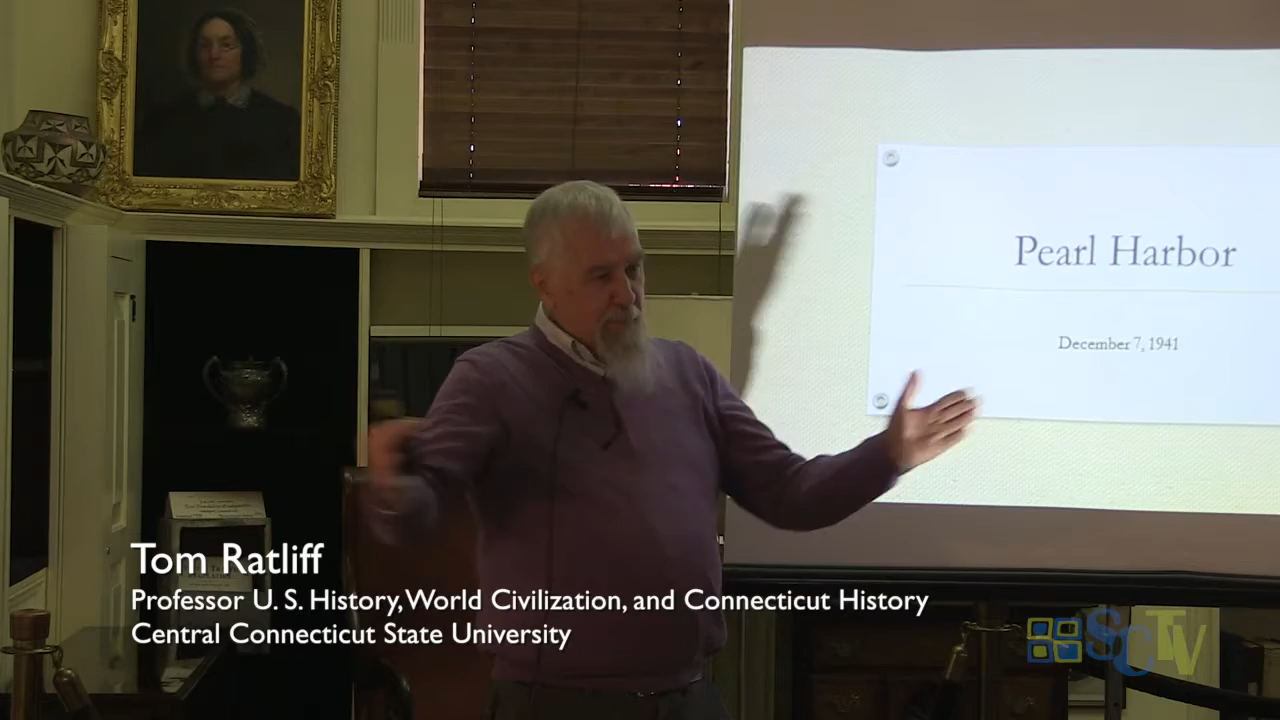 Pearl Harbor
December 7, 1941
Tom Ratliff
Professor U. S. History, World Civilization, and Connecticut History
Central Connecticut State University
SCTV